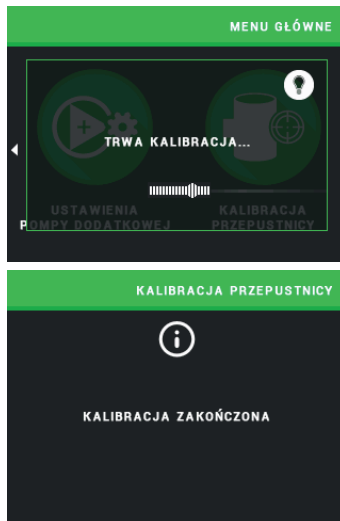 MENU GŁÓWNE
TRWA KALIBRACJA...
USTAWIENIA
POMPY DODATKOWEJ
KALIBRACJA
PRZEPUSTNICY
KALIBRACJA PRZEPUSTNICY
KALIBRACJA ZAKOŃCZONA